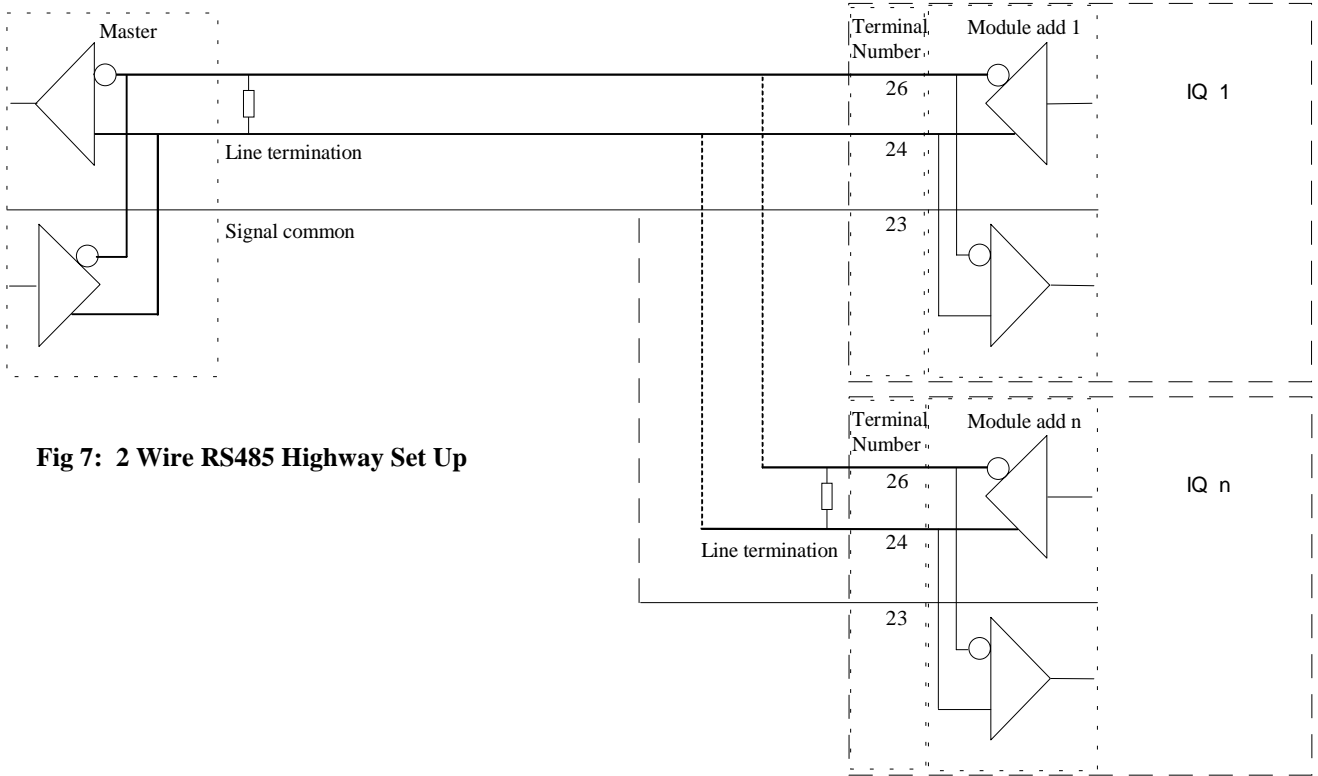 Master
Terminal
Number
Module add 1
26
IQ 1
24
Line termination
23
Signal common
Terminal
Number
Module add n
Fig 7: 2 Wire RS485 Highway Set Up
26
IQ n
24
Line termination
23